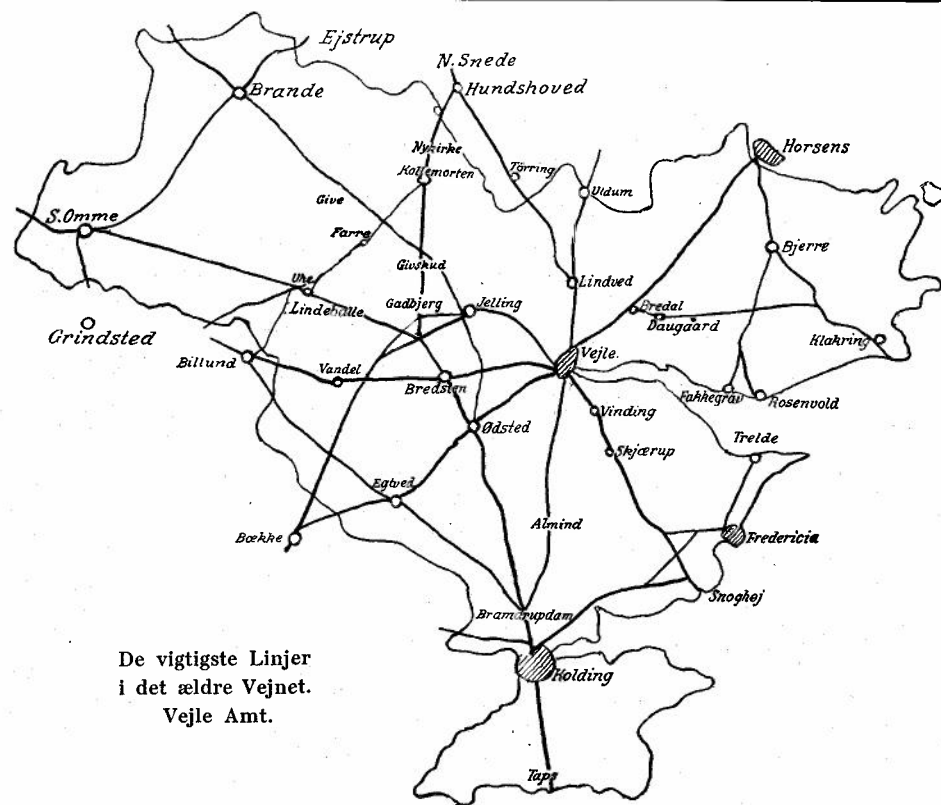 Ejstrup
N. Snede
Hundshoved
Brande
Horsens
Nykirke
Kollemorten
Törring
Uldum
Give
S. Omme
Farre
Bjerre
Givskud
Uhe
Lindeballe
Gadbjerg
Jelling
Lindved
Bredal
Daugaard
Grindsted
Klakring
Billund
Vandel
Bredsten
Vejle.
Fakkegrav
Rosenvold
Vinding
Ødsted
Skjærup
Trelde
Egtved
Bække
Almind
Fredericia
Snoghøj
Bramdrupdam
De vigtigste Linjer
i det ældre Vejnet.
Vejle Amt.
Kolding
Taps